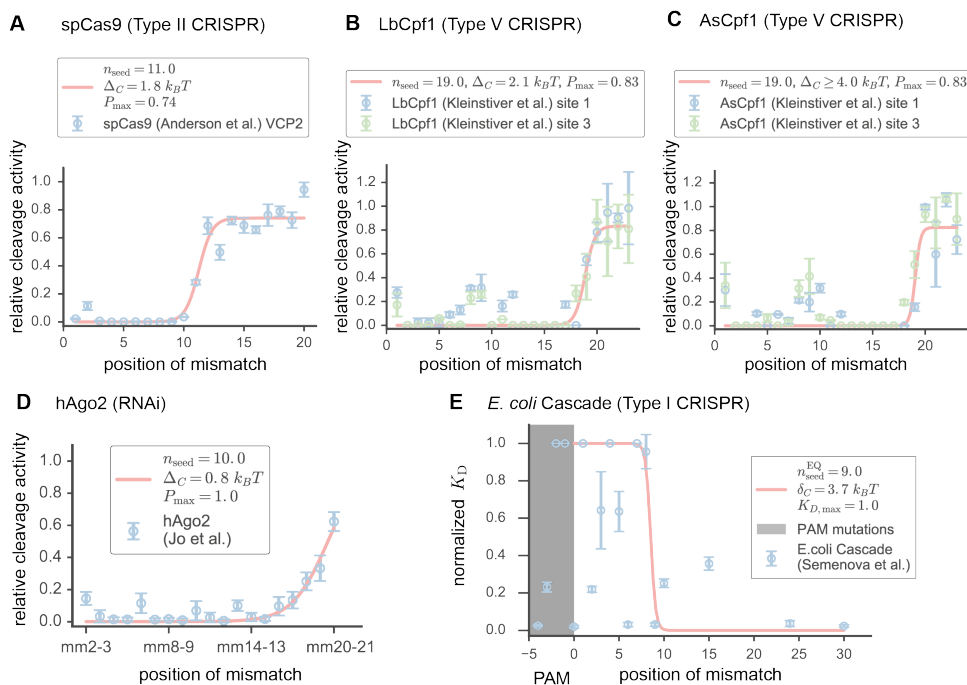 A spCas9 (Type II CRISPR)
n_seed = 11.0
Δ_C = 1.8 k_BT
P_max = 0.74
spCas9 (Anderson et al.) VCP2
relative cleavage activity
1.0
0.8
0.6
0.4
0.2
0.0
0 5 10 15 20
position of mismatch
B LbCpf1 (Type V CRISPR)
n_seed = 19.0, Δ_C = 2.1 k_BT, P_max = 0.83
LbCpf1 (Kleinstiver et al.) site 1
LbCpf1 (Kleinstiver et al.) site 3
relative cleavage activity
1.2
1.0
0.8
0.6
0.4
0.2
0.0
0 5 10 15 20
position of mismatch
C AsCpf1 (Type V CRISPR)
n_seed = 19.0, Δ_C ≥ 4.0 k_BT, P_max = 0.83
AsCpf1 (Kleinstiver et al.) site 1
AsCpf1 (Kleinstiver et al.) site 3
relative cleavage activity
1.2
1.0
0.8
0.6
0.4
0.2
0.0
0 5 10 15 20
position of mismatch
D hAgo2 (RNAi)
n_seed = 10.0
Δ_C = 0.8 k_BT
P_max = 1.0
hAgo2
(Jo et al.)
relative cleavage activity
1.0
0.8
0.6
0.4
0.2
0.0
mm2-3 mm8-9 mm14-13 mm20-21
position of mismatch
E E. coli Cascade (Type I CRISPR)
n_seed^EQ = 9.0
δ_C = 3.7 k_BT
K_D,max = 1.0
PAM mutations
E.coli Cascade
(Semenova et al.)
normalized K_D
1.0
0.8
0.6
0.4
0.2
0.0
−5 0 5 10 15 20 25 30
PAM position of mismatch